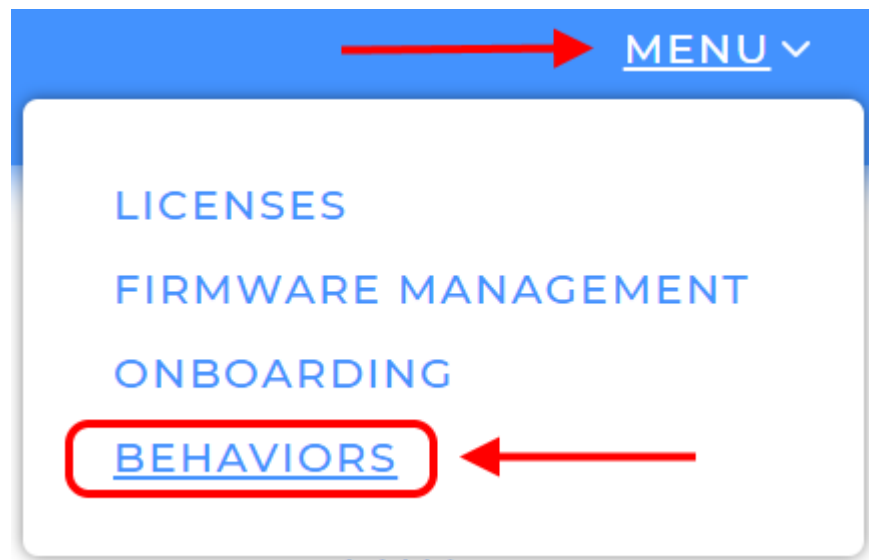 MENU
LICENSES
FIRMWARE MANAGEMENT
ONBOARDING
BEHAVIORS